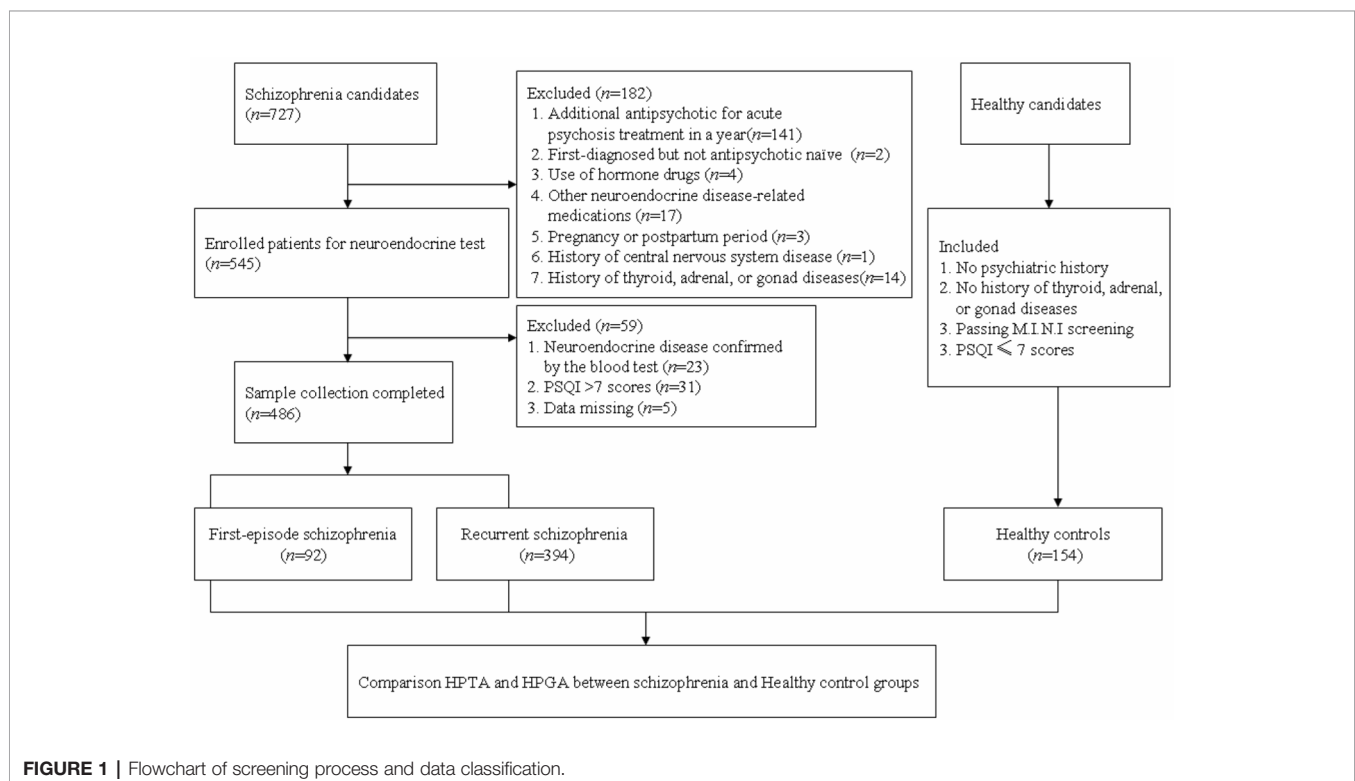 Schizophrenia candidates
(n=727)
Excluded (n=182)
1. Additional antipsychotic for acute
psychosis treatment in a year(n=141)
2. First-diagnosed but not antipsychotic naïve (n=2)
3. Use of hormone drugs (n=4)
4. Other neuroendocrine disease-related
medications (n=17)
5. Pregnancy or postpartum period (n=3)
6. History of central nervous system disease (n=1)
7. History of thyroid, adrenal, or gonad diseases(n=14)
Healthy candidates
Enrolled patients for neuroendocrine test
(n=545)
Included
1. No psychiatric history
2. No history of thyroid, adrenal,
or gonad diseases
3. Passing M.I.N.I screening
3. PSQI ⩽ 7 scores
Excluded (n=59)
1. Neuroendocrine disease confirmed
by the blood test (n=23)
2. PSQI >7 scores (n=31)
3. Data missing (n=5)
Sample collection completed
(n=486)
First-episode schizophrenia
(n=92)
Recurrent schizophrenia
(n=394)
Healthy controls
(n=154)
Comparison HPTA and HPGA between schizophrenia and Healthy control groups
FIGURE 1 | Flowchart of screening process and data classification.